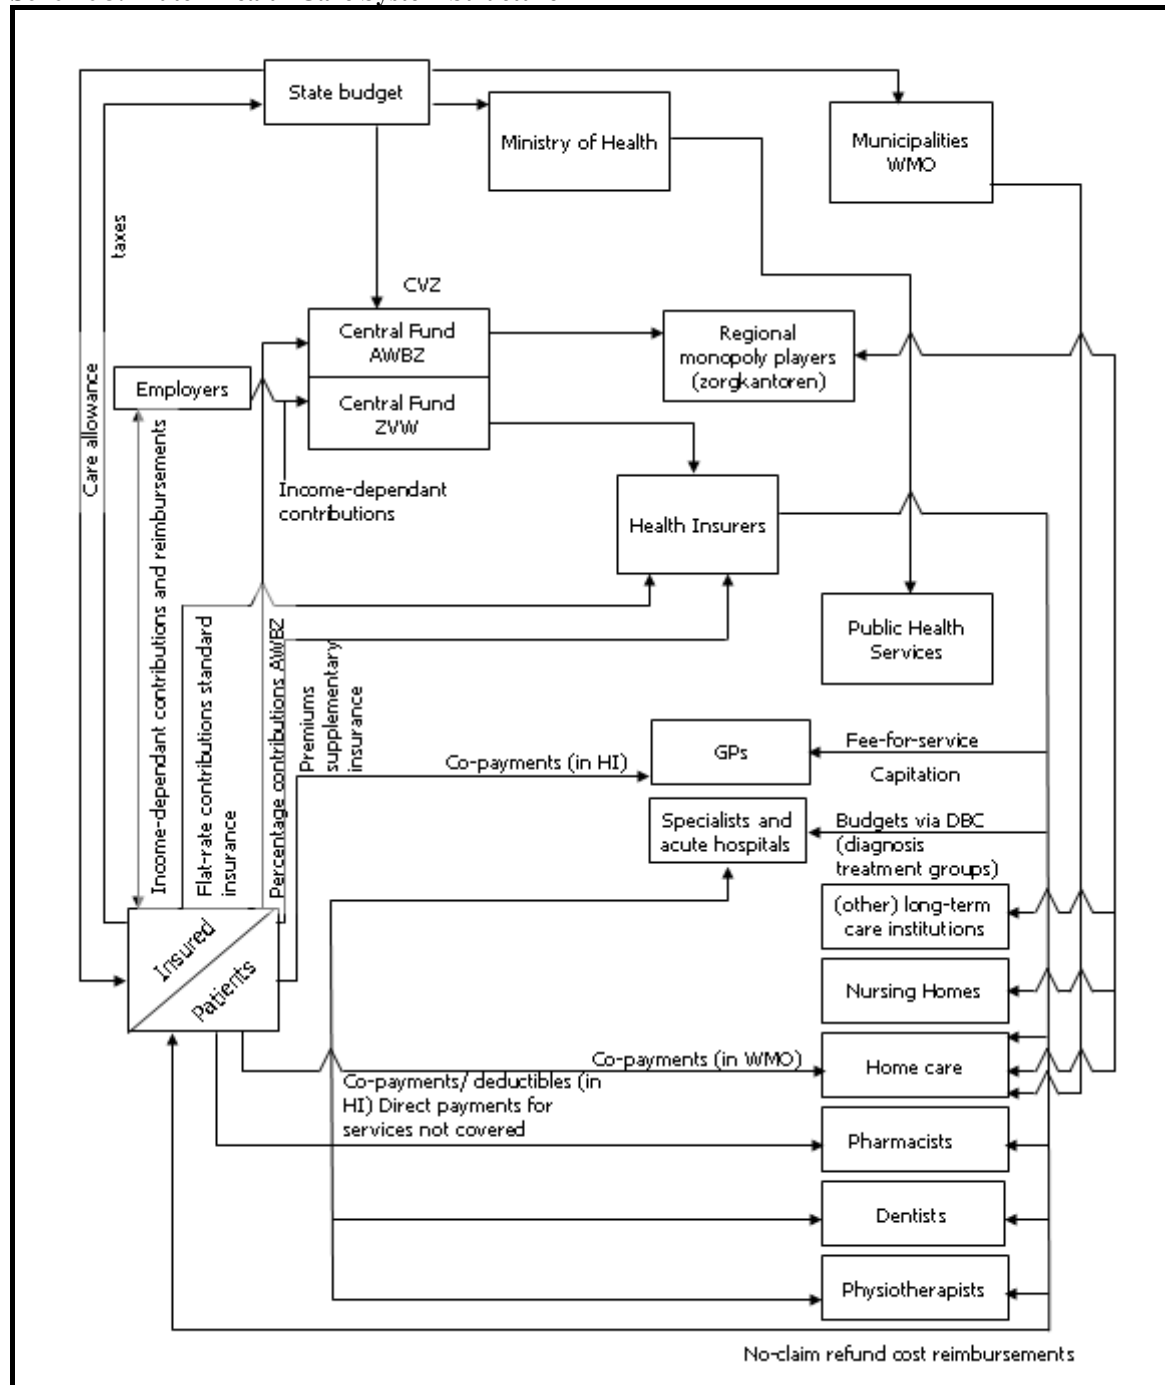 State budget
Ministry of Health
Municipalities
WMO
taxes
CVZ
Central Fund
AWBZ
Regional
monopoly players
(zorgkantoren)
Employers
Central Fund
ZVW
Care allowance
Income-dependant
contributions
Health Insurers
Income-dependant contributions and reimbursements
Flat-rate contributions standard
insurance
Percentage contributions AWBZ
Premiums
supplementary
insurance
Public Health
Services
GPs
Fee-for-service
Capitation
Co-payments (in HI)
Specialists and
acute hospitals
Budgets via DBC
(diagnosis
treatment groups)
(other) long-term
care institutions
Insured
Patients
Nursing Homes
Co-payments (in WMO)
Home care
Co-payments/ deductibles (in
HI) Direct payments for
services not covered
Pharmacists
Dentists
Physiotherapists
No-claim refund cost reimbursements